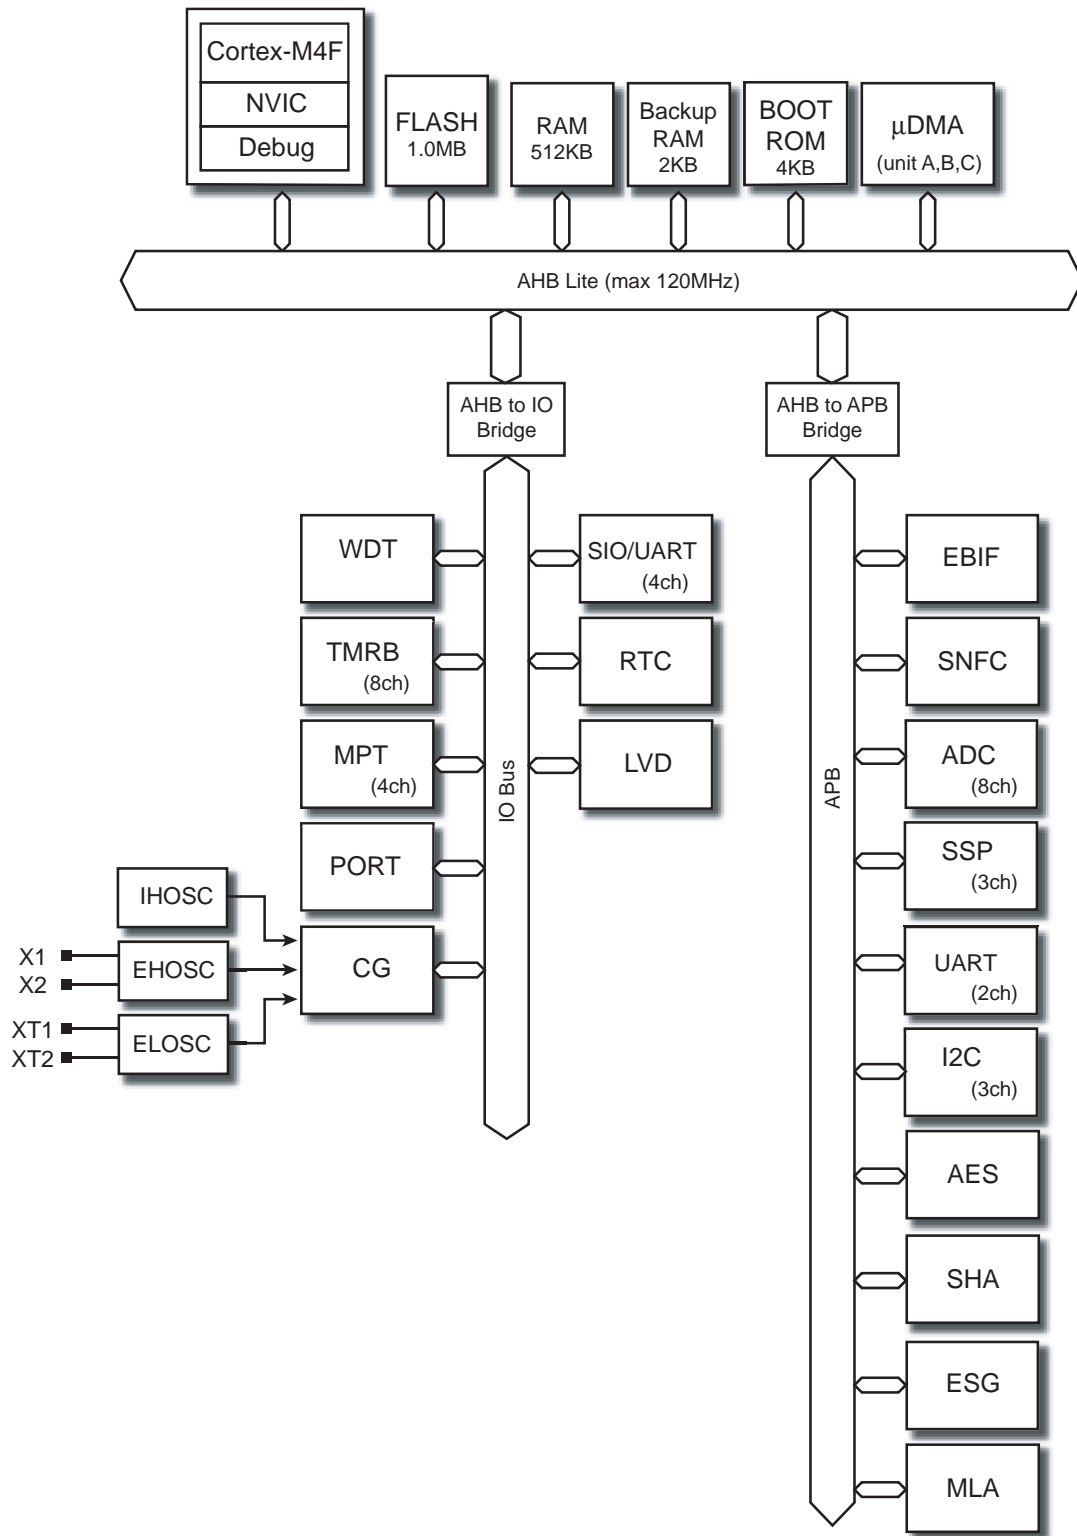 Cortex-M4F
NVIC
Debug
FLASH
1.0MB
RAM
512KB
Backup
RAM
2KB
BOOT
ROM
4KB
μDMA
(unit A,B,C)
AHB Lite (max 120MHz)
AHB to IO
Bridge
AHB to APB
Bridge
WDT
TMRB
(8ch)
MPT
(4ch)
PORT
CG
IHOSC
EHOSC
ELOSC
X1
X2
XT1
XT2
IO Bus
SIO/UART
(4ch)
RTC
LVD
APB
EBIF
SNFC
ADC
(8ch)
SSP
(3ch)
UART
(2ch)
I2C
(3ch)
AES
SHA
ESG
MLA